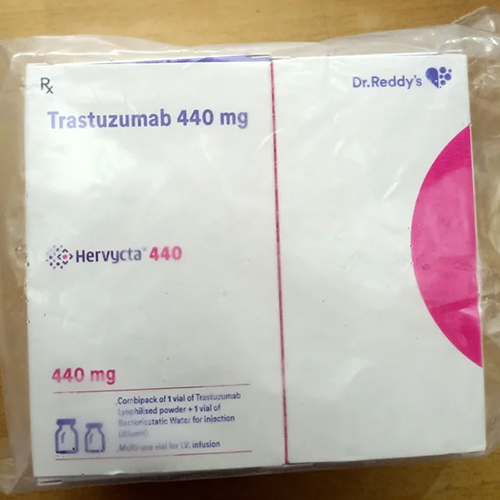 Rx
Dr.Reddy's
Trastuzumab 440 mg
Hervycta® 440
440 mg
Combipack of 1 vial of Trastuzumab
Lyophilised powder + 1 vial of
Bacteriostatic Water for injection
(diluent)
Multi-use vial for I.V. infusion